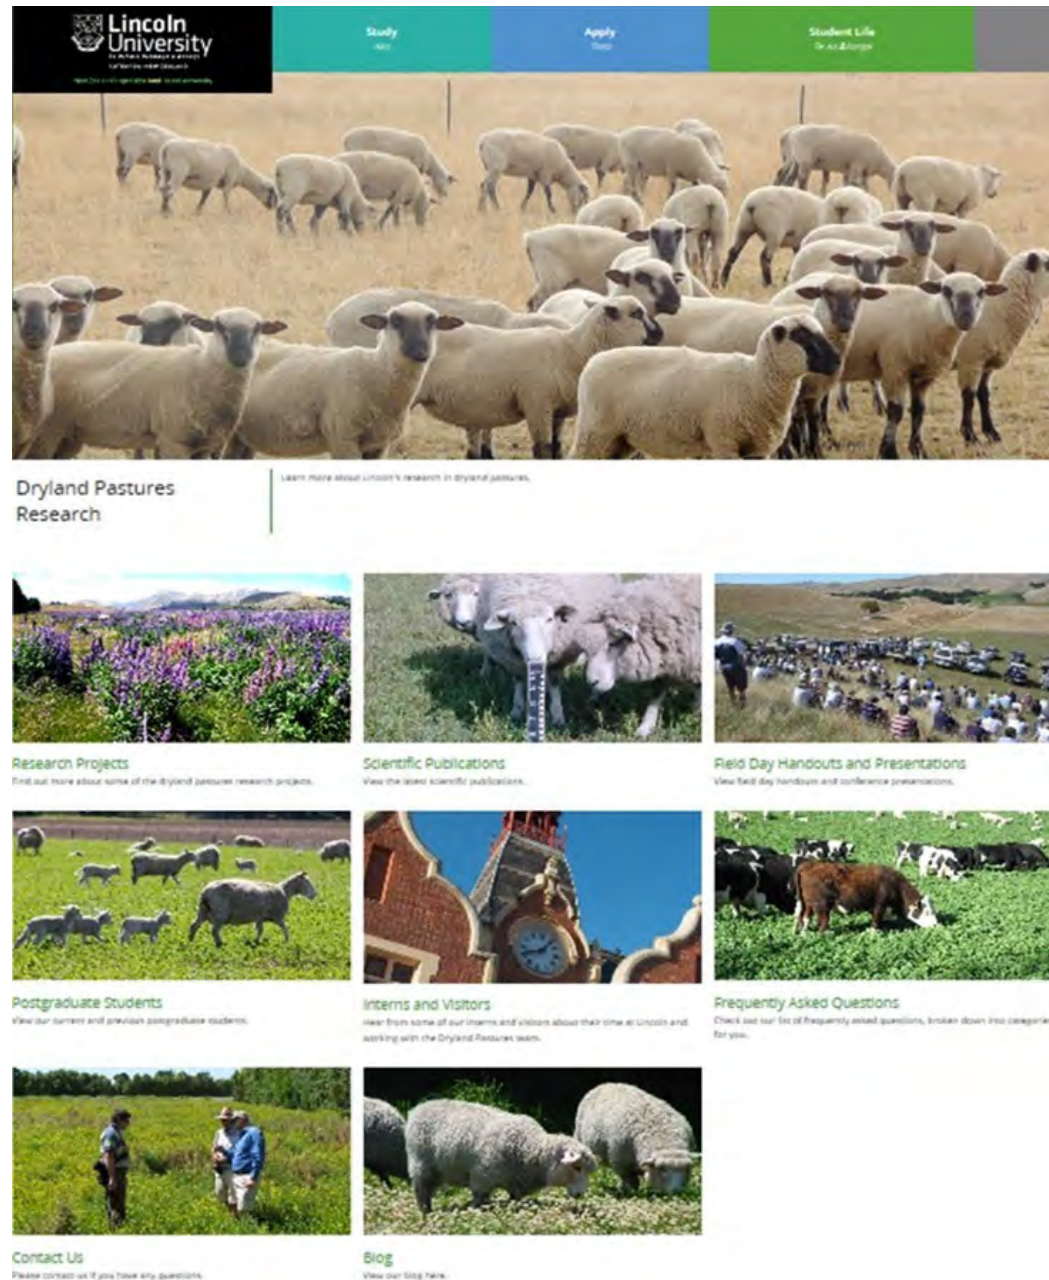 Lincoln
University
Study
Apply
Student Life
Dryland Pastures
Research
Learn more about Lincoln's research in dryland pastures.
Research Projects
Find out more about some of the dryland pastures research projects.
Scientific Publications
View the latest scientific publications.
Field Day Handouts and Presentations
View field day handouts and conference presentations.
Postgraduate Students
View our current and previous postgraduate students.
Interns and Visitors
Hear from some of our interns and visitors about their time at Lincoln and
working with the Dryland Pastures team.
Frequently Asked Questions
Check out our list of frequently asked questions, broken down into categories
for you.
Contact Us
Please contact us if you have any questions.
Blog
View our blog here.